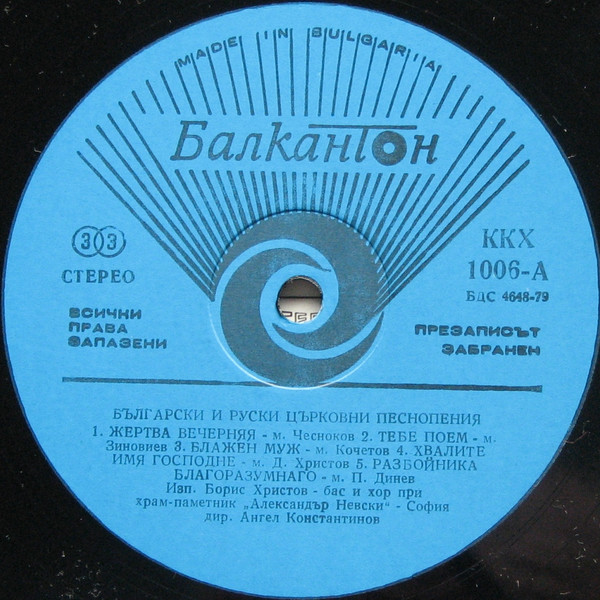 MADE IN BULGARIA
Балкантон
33
СТЕРЕО
ККХ
1006-А
БДС 4648-79
ВСИЧКИ
ПРАВА
ЗАПАЗЕНИ
ПРЕЗАПИСЪТ
ЗАБРАНЕН
БЪЛГАРСКИ И РУСКИ ЦЪРКОВНИ ПЕСНОПЕНИЯ
1. ЖЕРТВА ВЕЧЕРНЯЯ - м. Чесноков 2. ТЕБЕ ПОЕМ - м.
Зиновиев 3. БЛАЖЕН МУЖ - м. Кочетов 4. ХВАЛИТЕ
ИМЯ ГОСПОДНЕ - м. Д. Христов 5. РАЗБОЙНИКА
БЛАГОРАЗУМНАГО - м. П. Динев
Изп. Борис Христов - бас и хор при
храм-паметник „Александър Невски" - София
дир. Ангел Константинов